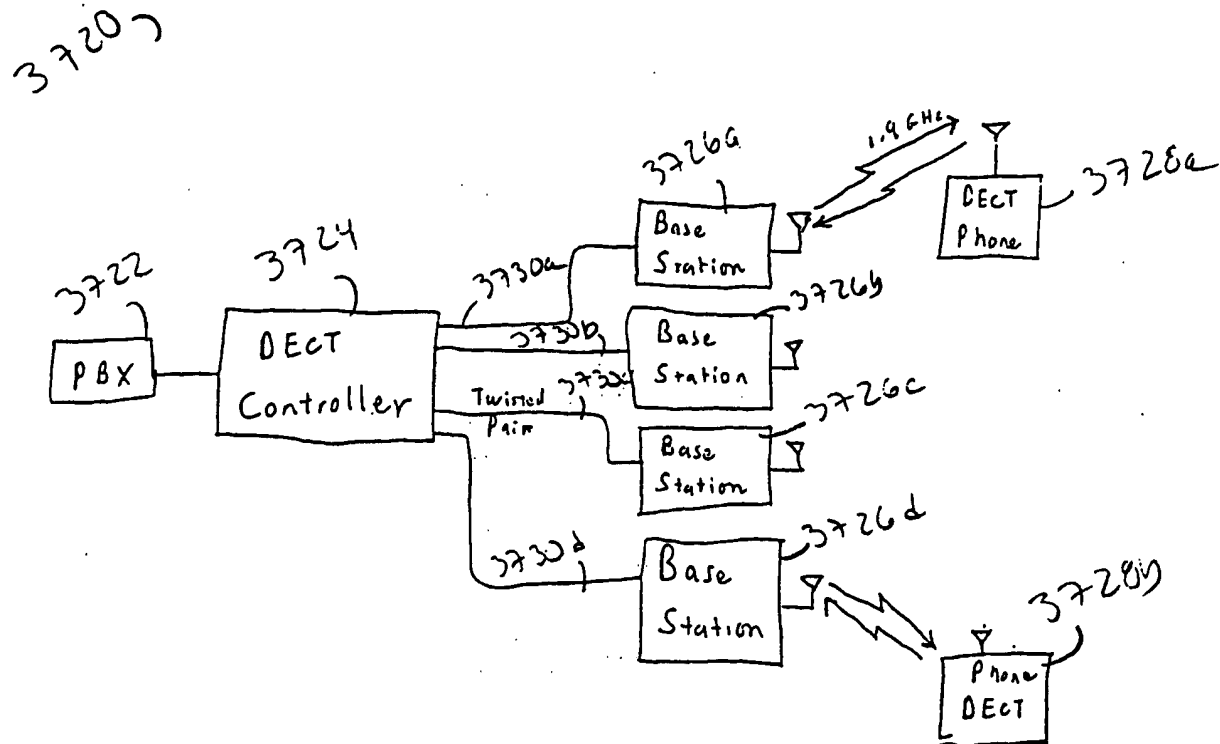 3720
1.9 GHz
3726a
3728a
DECT
Phone
Base
Station
3724
3722
3730a
3726b
DECT
Controller
PBX
3730b
Base
Station
3730c
Twisted
Pair
3726c
Base
Station
3726d
3730d
Base
Station
3728b
Phone
DECT